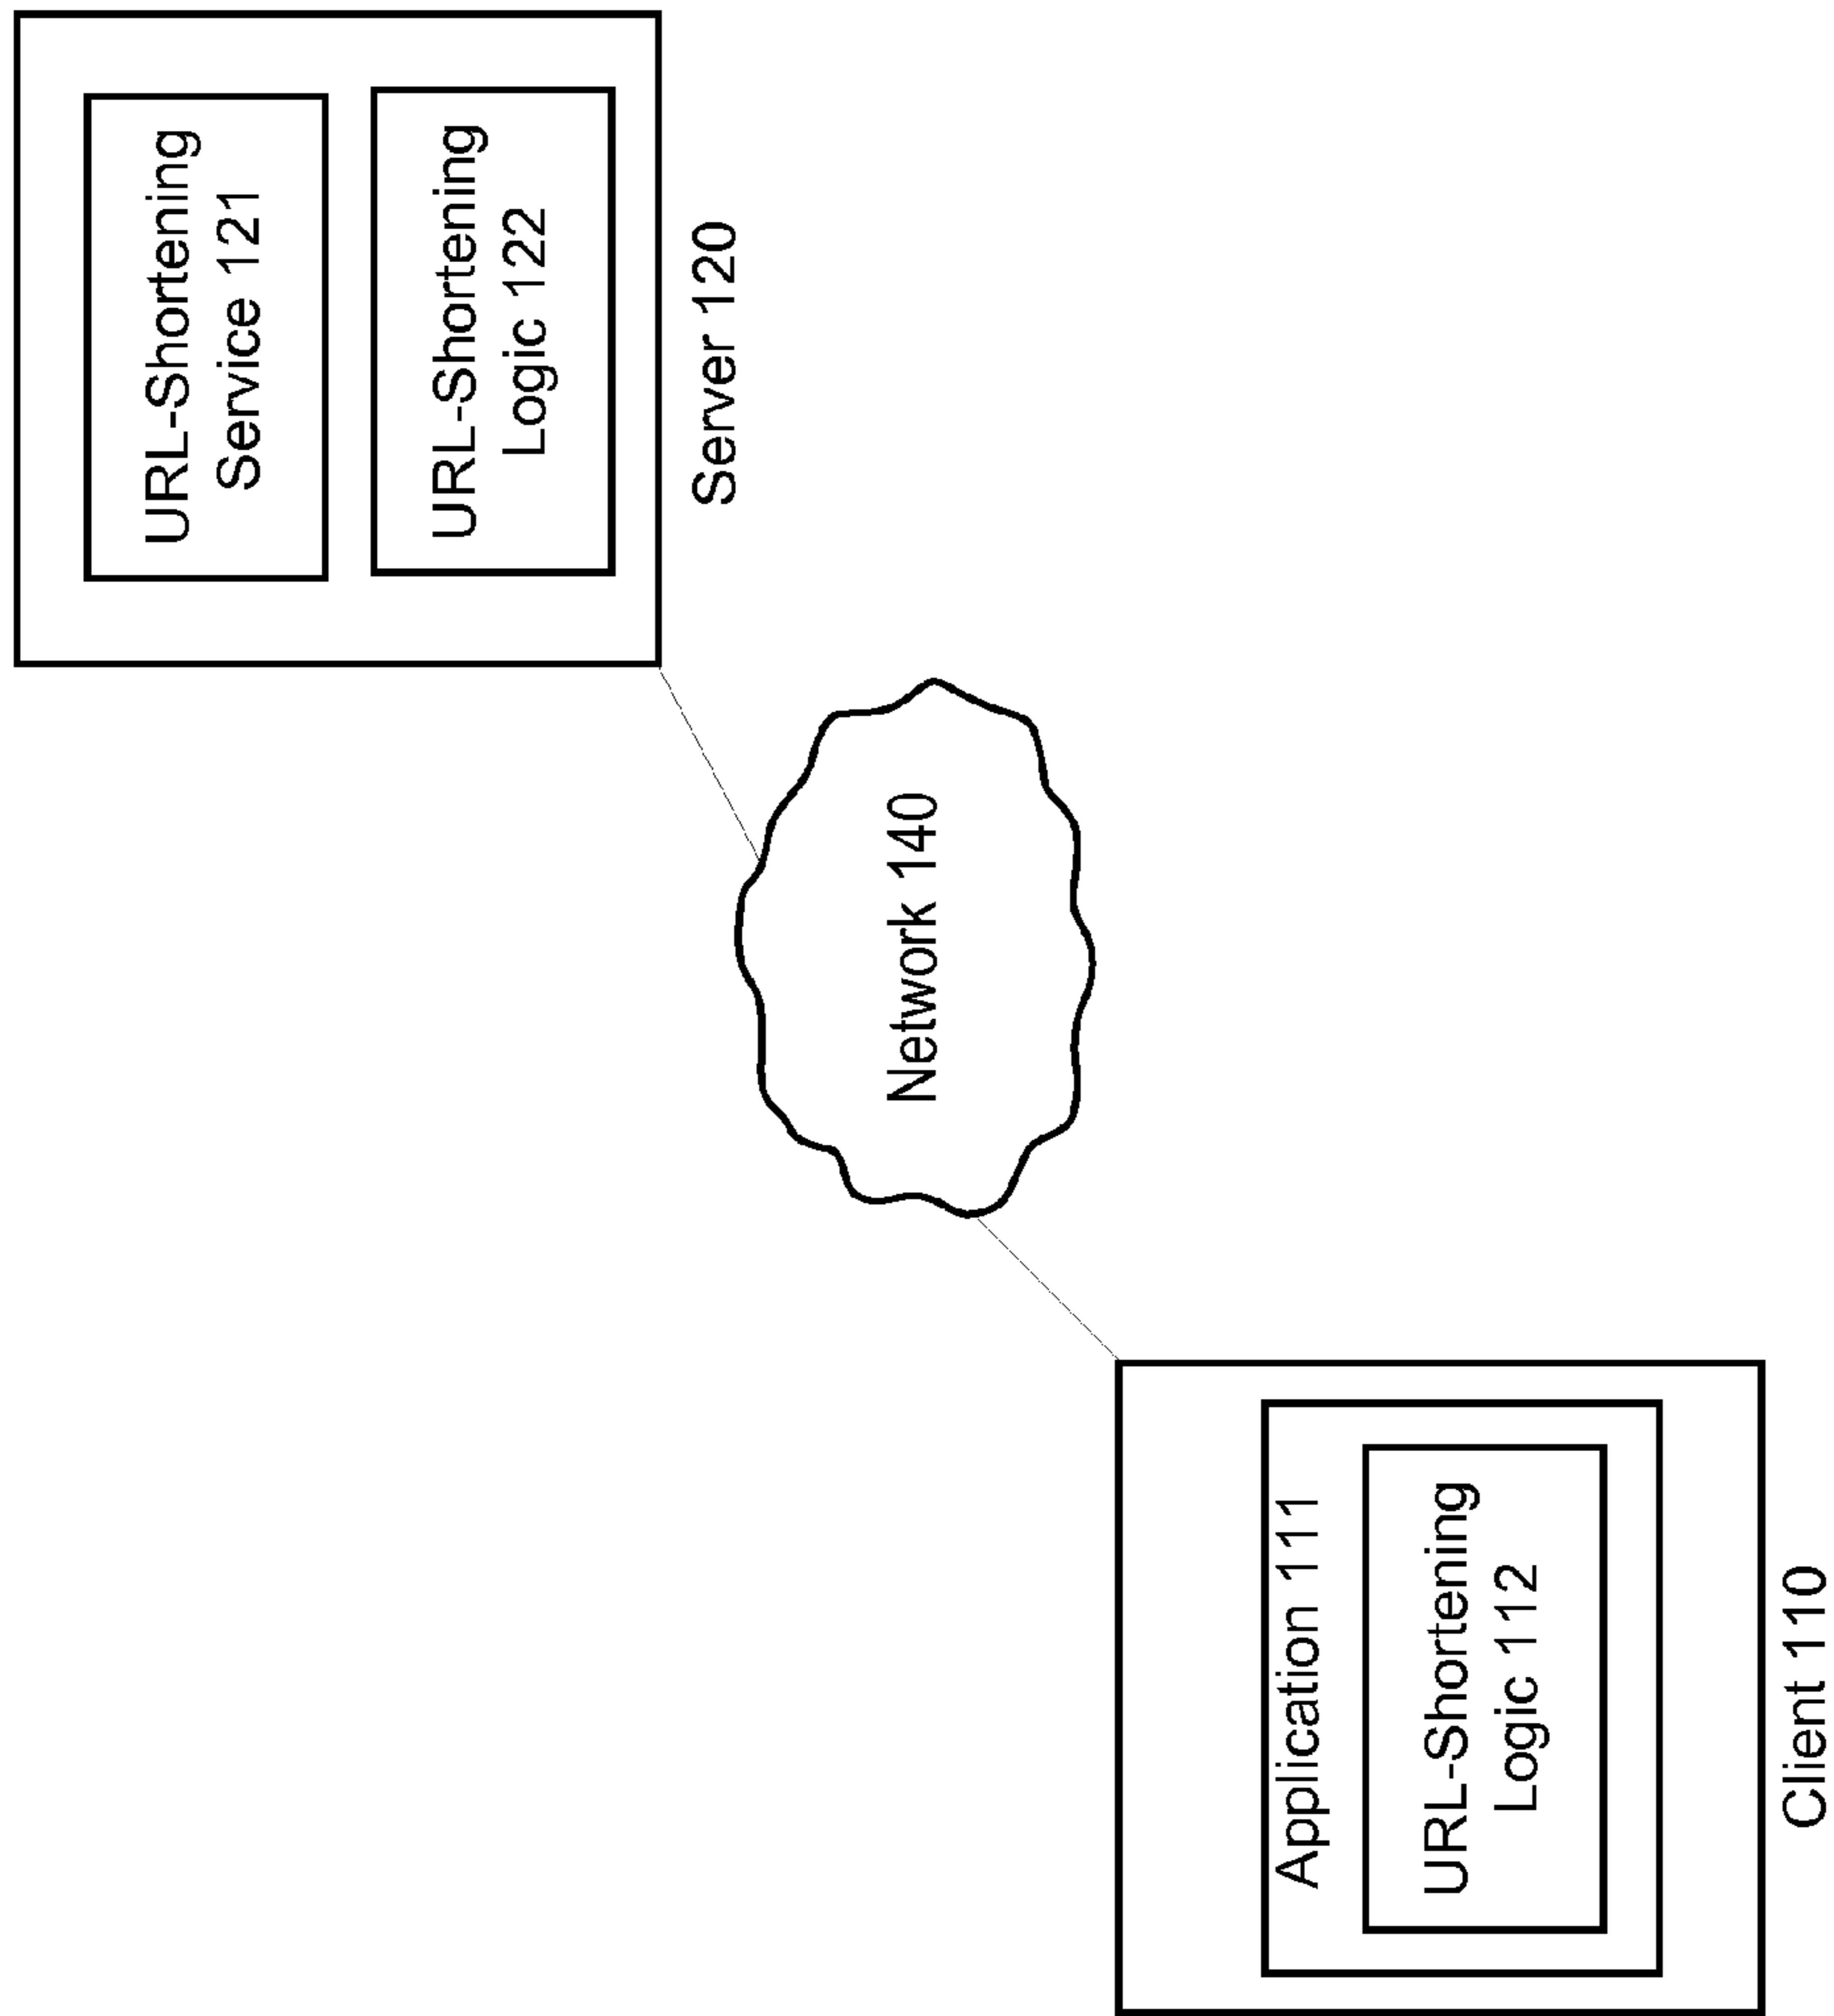 URL-Shortening
Service 121
URL-Shortening
Logic 122
Server 120
Network 140
Application 111
URL-Shortening
Logic 112
Client 110